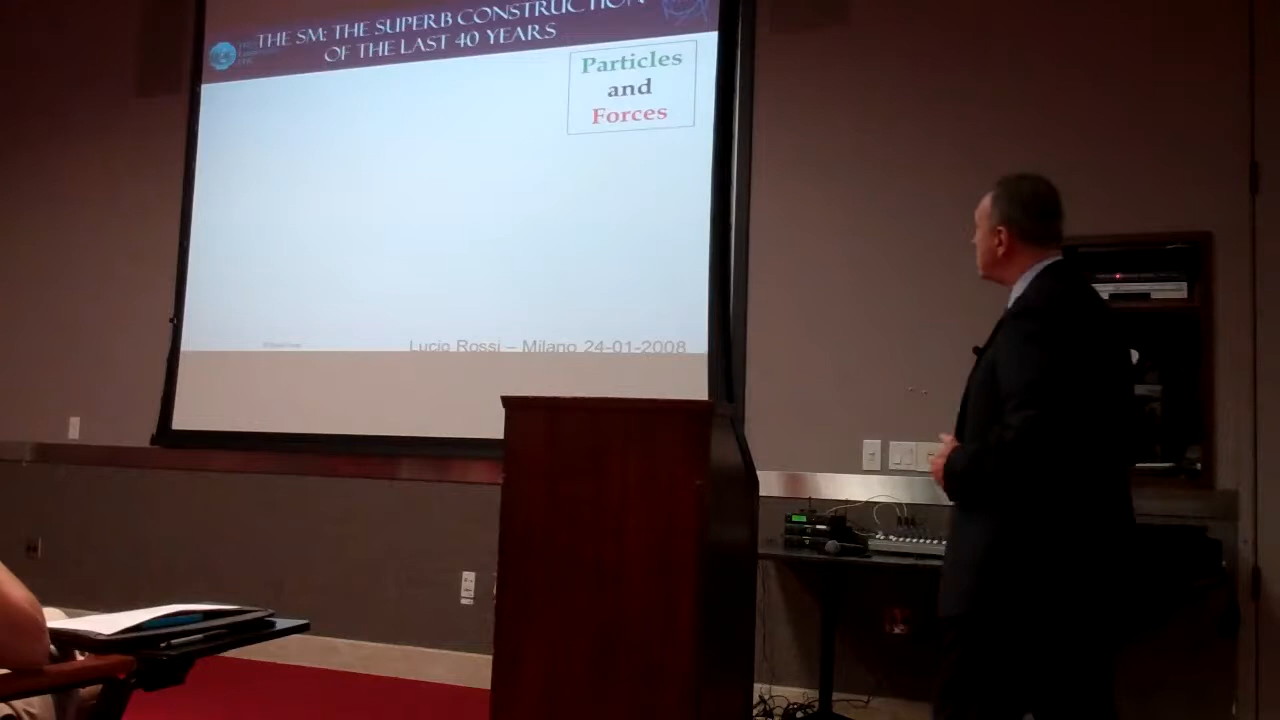 THE SM: THE SUPERB CONSTRUCTION
OF THE LAST 40 YEARS
Particles
and
Forces
Lucio Rossi – Milano 24-01-2008